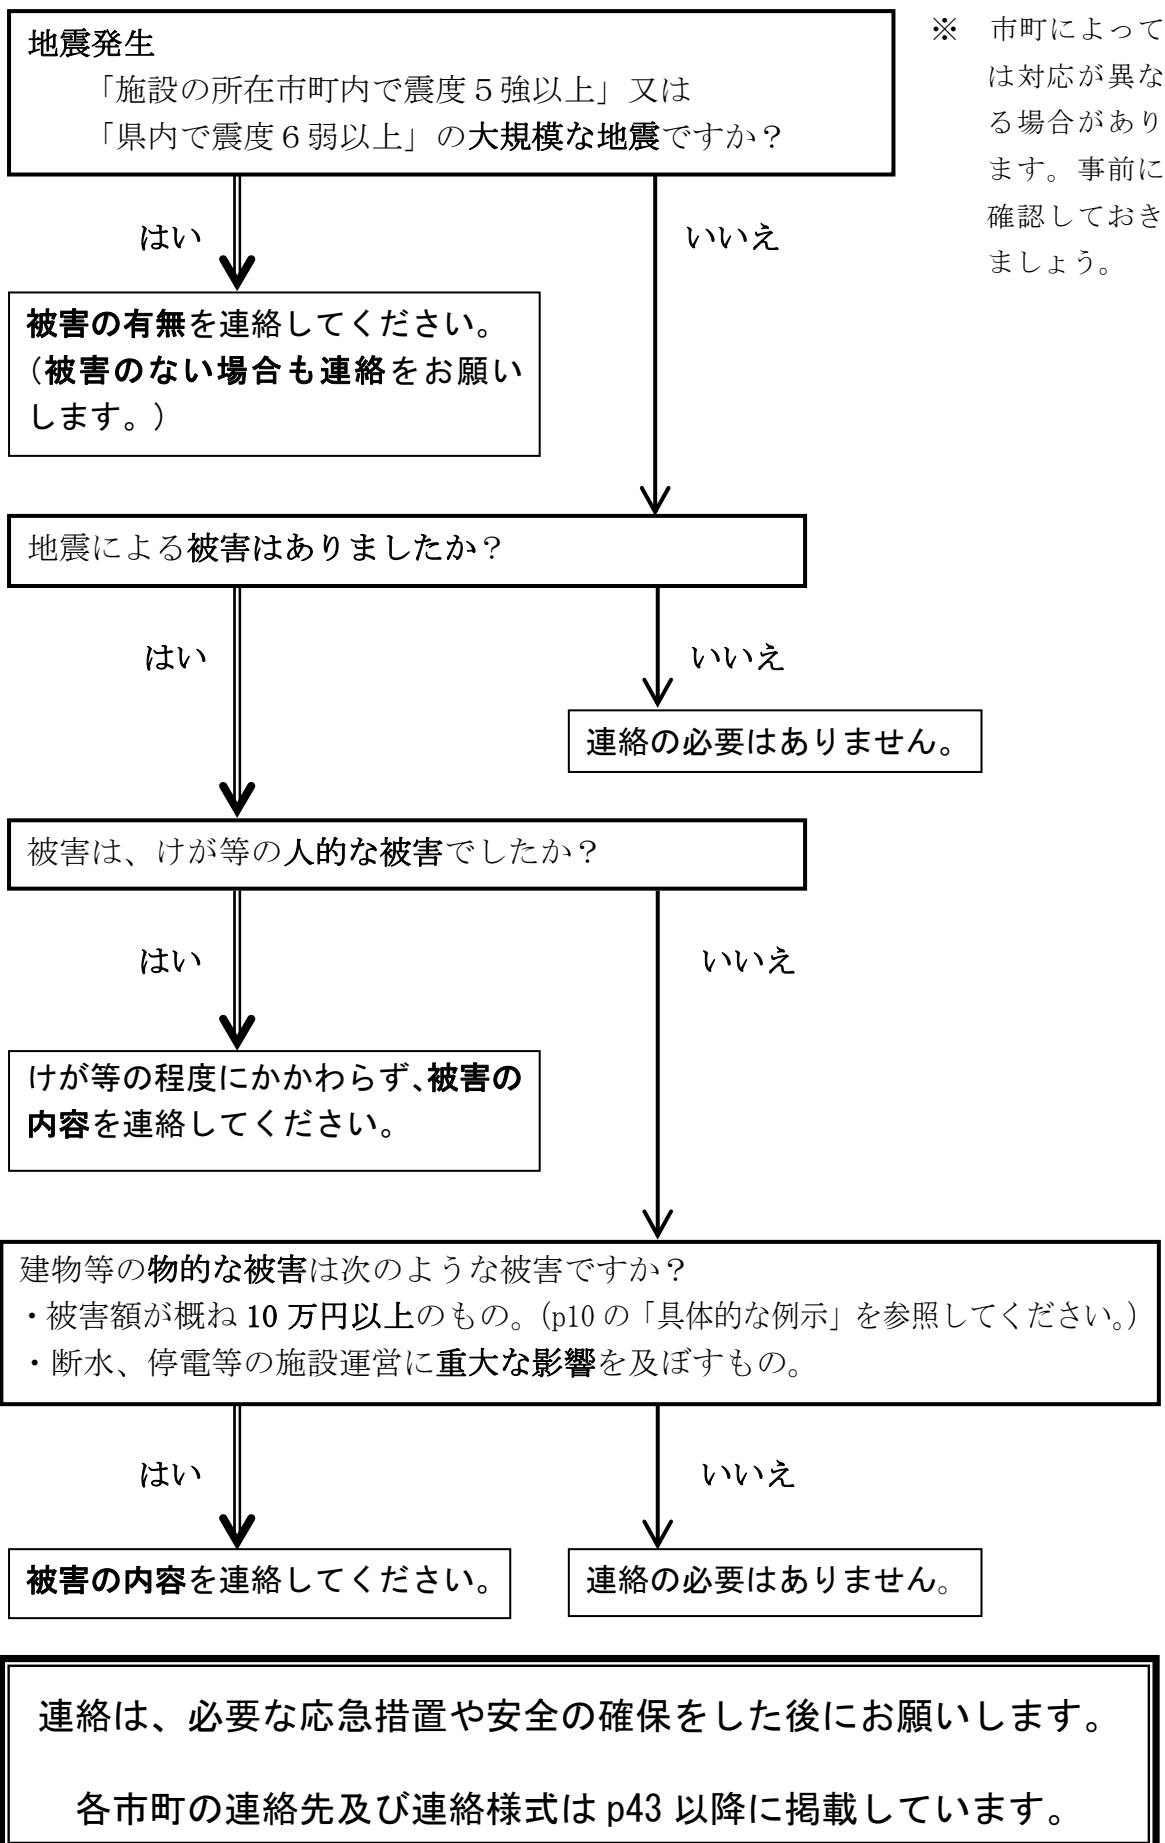 地震発生
「施設の所在市町内で震度５強以上」又は
「県内で震度６弱以上」の大規模な地震ですか？
※　市町によって
は対応が異な
る場合があり
ます。事前に
確認しておき
ましょう。
はい
いいえ
被害の有無を連絡してください。
（被害のない場合も連絡をお願い
します。）
地震による被害はありましたか？
はい
いいえ
連絡の必要はありません。
被害は、けが等の人的な被害でしたか？
はい
いいえ
けが等の程度にかかわらず、被害の
内容を連絡してください。
建物等の物的な被害は次のような被害ですか？
・被害額が概ね 10 万円以上のもの。（p10 の「具体的な例示」を参照してください。）
・断水、停電等の施設運営に重大な影響を及ぼすもの。
はい
いいえ
被害の内容を連絡してください。
連絡の必要はありません。
連絡は、必要な応急措置や安全の確保をした後にお願いします。
各市町の連絡先及び連絡様式は p43 以降に掲載しています。